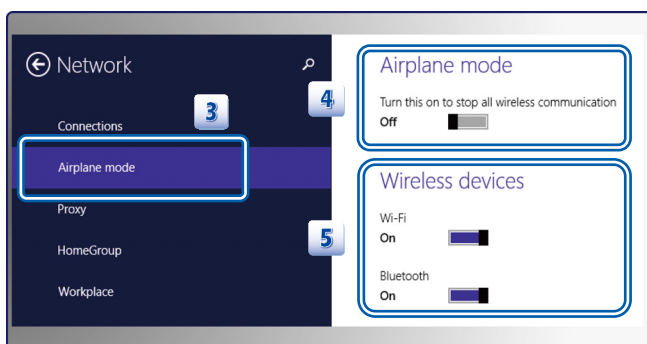 Network
3
Connections
Airplane mode
Proxy
HomeGroup
Workplace
4
Airplane mode
Turn this on to stop all wireless communication
Off
5
Wireless devices
Wi-Fi
On
Bluetooth
On